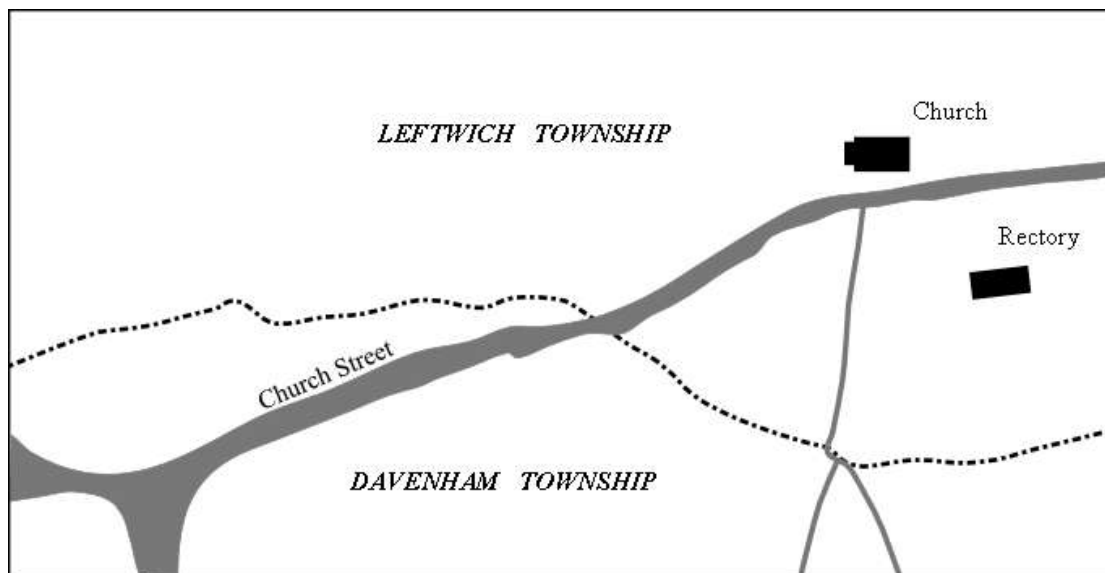 Church
LEFTWICH TOWNSHIP
Rectory
Church Street
DAVENHAM TOWNSHIP